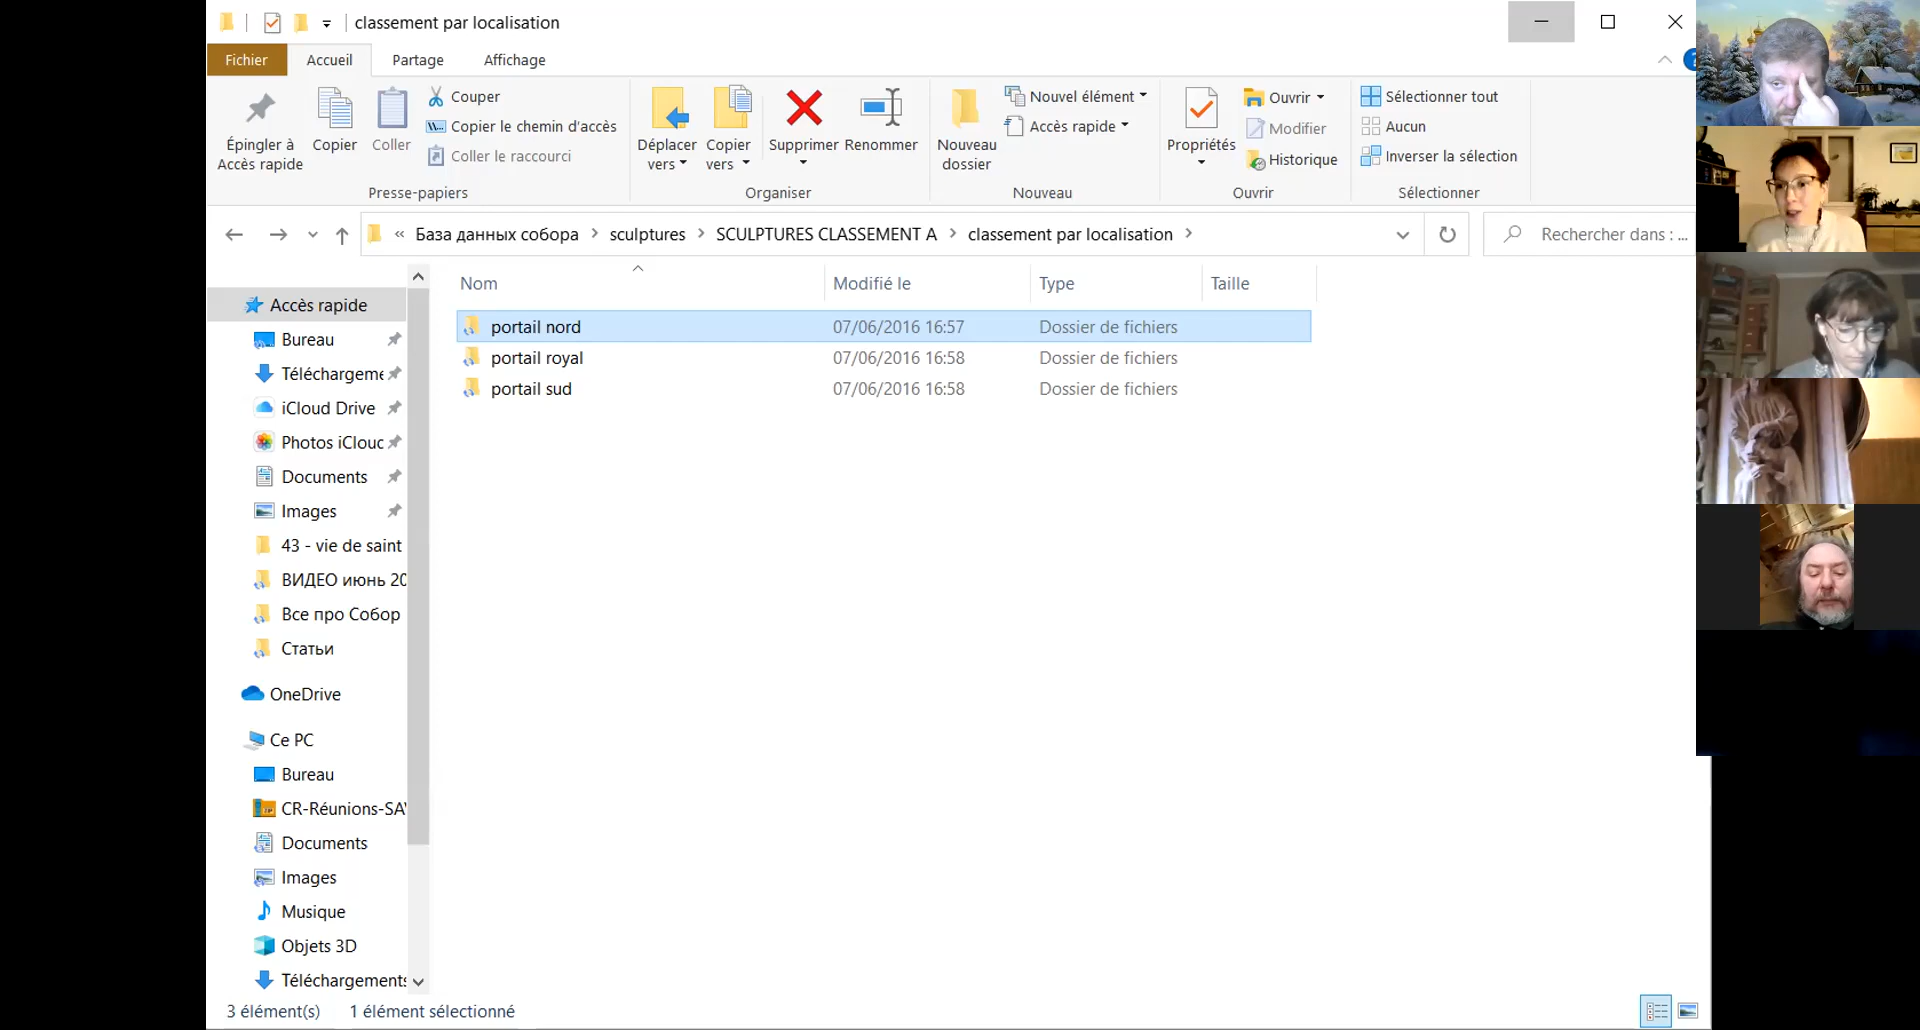 classement par localisation
Fichier Accueil Partage Affichage
Épingler à Accès rapide
Copier
Coller
Couper
Copier le chemin d'accès
Coller le raccourci
Presse-papiers
Déplacer vers
Copier vers
Supprimer
Renommer
Organiser
Nouveau dossier
Nouvel élément
Accès rapide
Nouveau
Propriétés
Ouvrir
Modifier
Historique
Ouvrir
Sélectionner tout
Aucun
Inverser la sélection
Sélectionner
« База данных собора > sculptures > SCULPTURES CLASSEMENT A > classement par localisation >
Rechercher dans : ...
Nom Modifié le Type Taille
portail nord 07/06/2016 16:57 Dossier de fichiers
portail royal 07/06/2016 16:58 Dossier de fichiers
portail sud 07/06/2016 16:58 Dossier de fichiers
Accès rapide
Bureau
Téléchargeme
iCloud Drive
Photos iClouc
Documents
Images
43 - vie de saint
ВИДЕО июнь 20
Все про Собор
Статьи
OneDrive
Ce PC
Bureau
CR-Réunions-SAV
Documents
Images
Musique
Objets 3D
Téléchargements
3 élément(s) 1 élément sélectionné